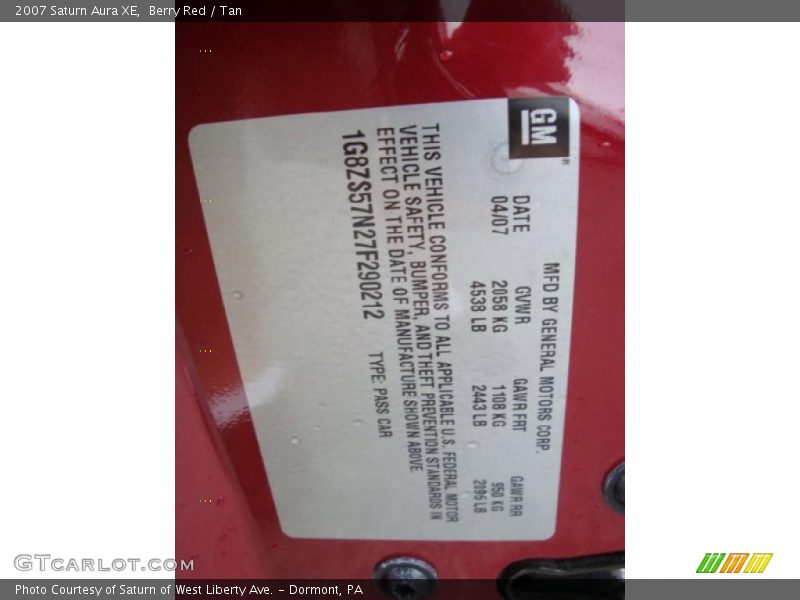 2007 Saturn Aura XE,  Berry Red / Tan
GM
MFD BY GENERAL MOTORS CORP.
DATE GVWR GAWR FRT GAWR RR
04/07 2058 KG 1108 KG 950 KG
4538 LB 2443 LB 2095 LB
THIS VEHICLE CONFORMS TO ALL APPLICABLE U.S. FEDERAL MOTOR
VEHICLE SAFETY, BUMPER, AND THEFT PREVENTION STANDARDS IN
EFFECT ON THE DATE OF MANUFACTURE SHOWN ABOVE
1G8ZS57N27F290212 TYPE: PASS CAR
GTCARLOT.COM
Photo Courtesy of Saturn of West Liberty Ave. - Dormont, PA